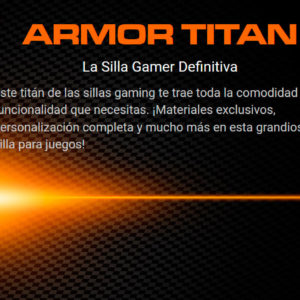 ARMOR TITAN
La Silla Gamer Definitiva
ste titán de las sillas gaming te trae toda la comodidad
uncionalidad que necesitas. ¡Materiales exclusivos,
ersonalización completa y mucho más en esta grandios
illa para juegos!